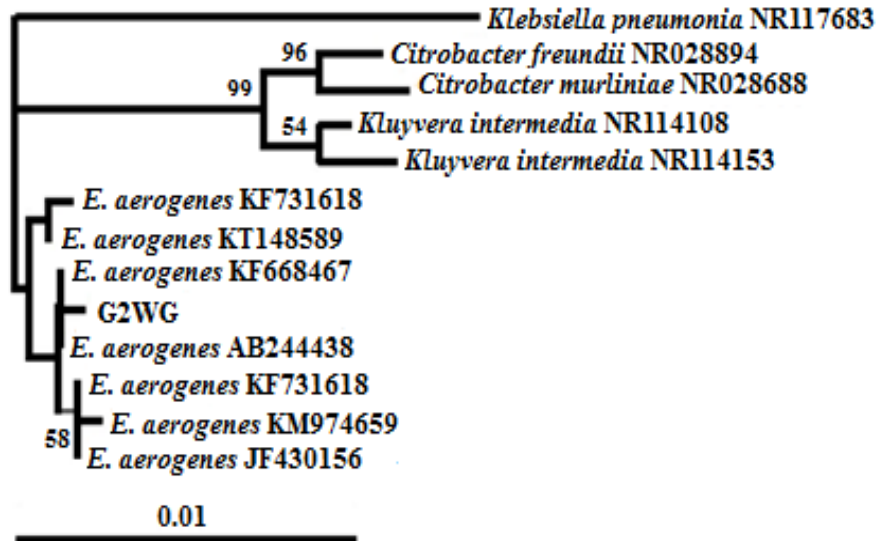 Klebsiella pneumonia NR117683
96
Citrobacter freundii NR028894
99
Citrobacter murliniae NR028688
54
Kluyvera intermedia NR114108
Kluyvera intermedia NR114153
E. aerogenes KF731618
E. aerogenes KT148589
E. aerogenes KF668467
G2WG
E. aerogenes AB244438
E. aerogenes KF731618
E. aerogenes KM974659
58
E. aerogenes JF430156
0.01